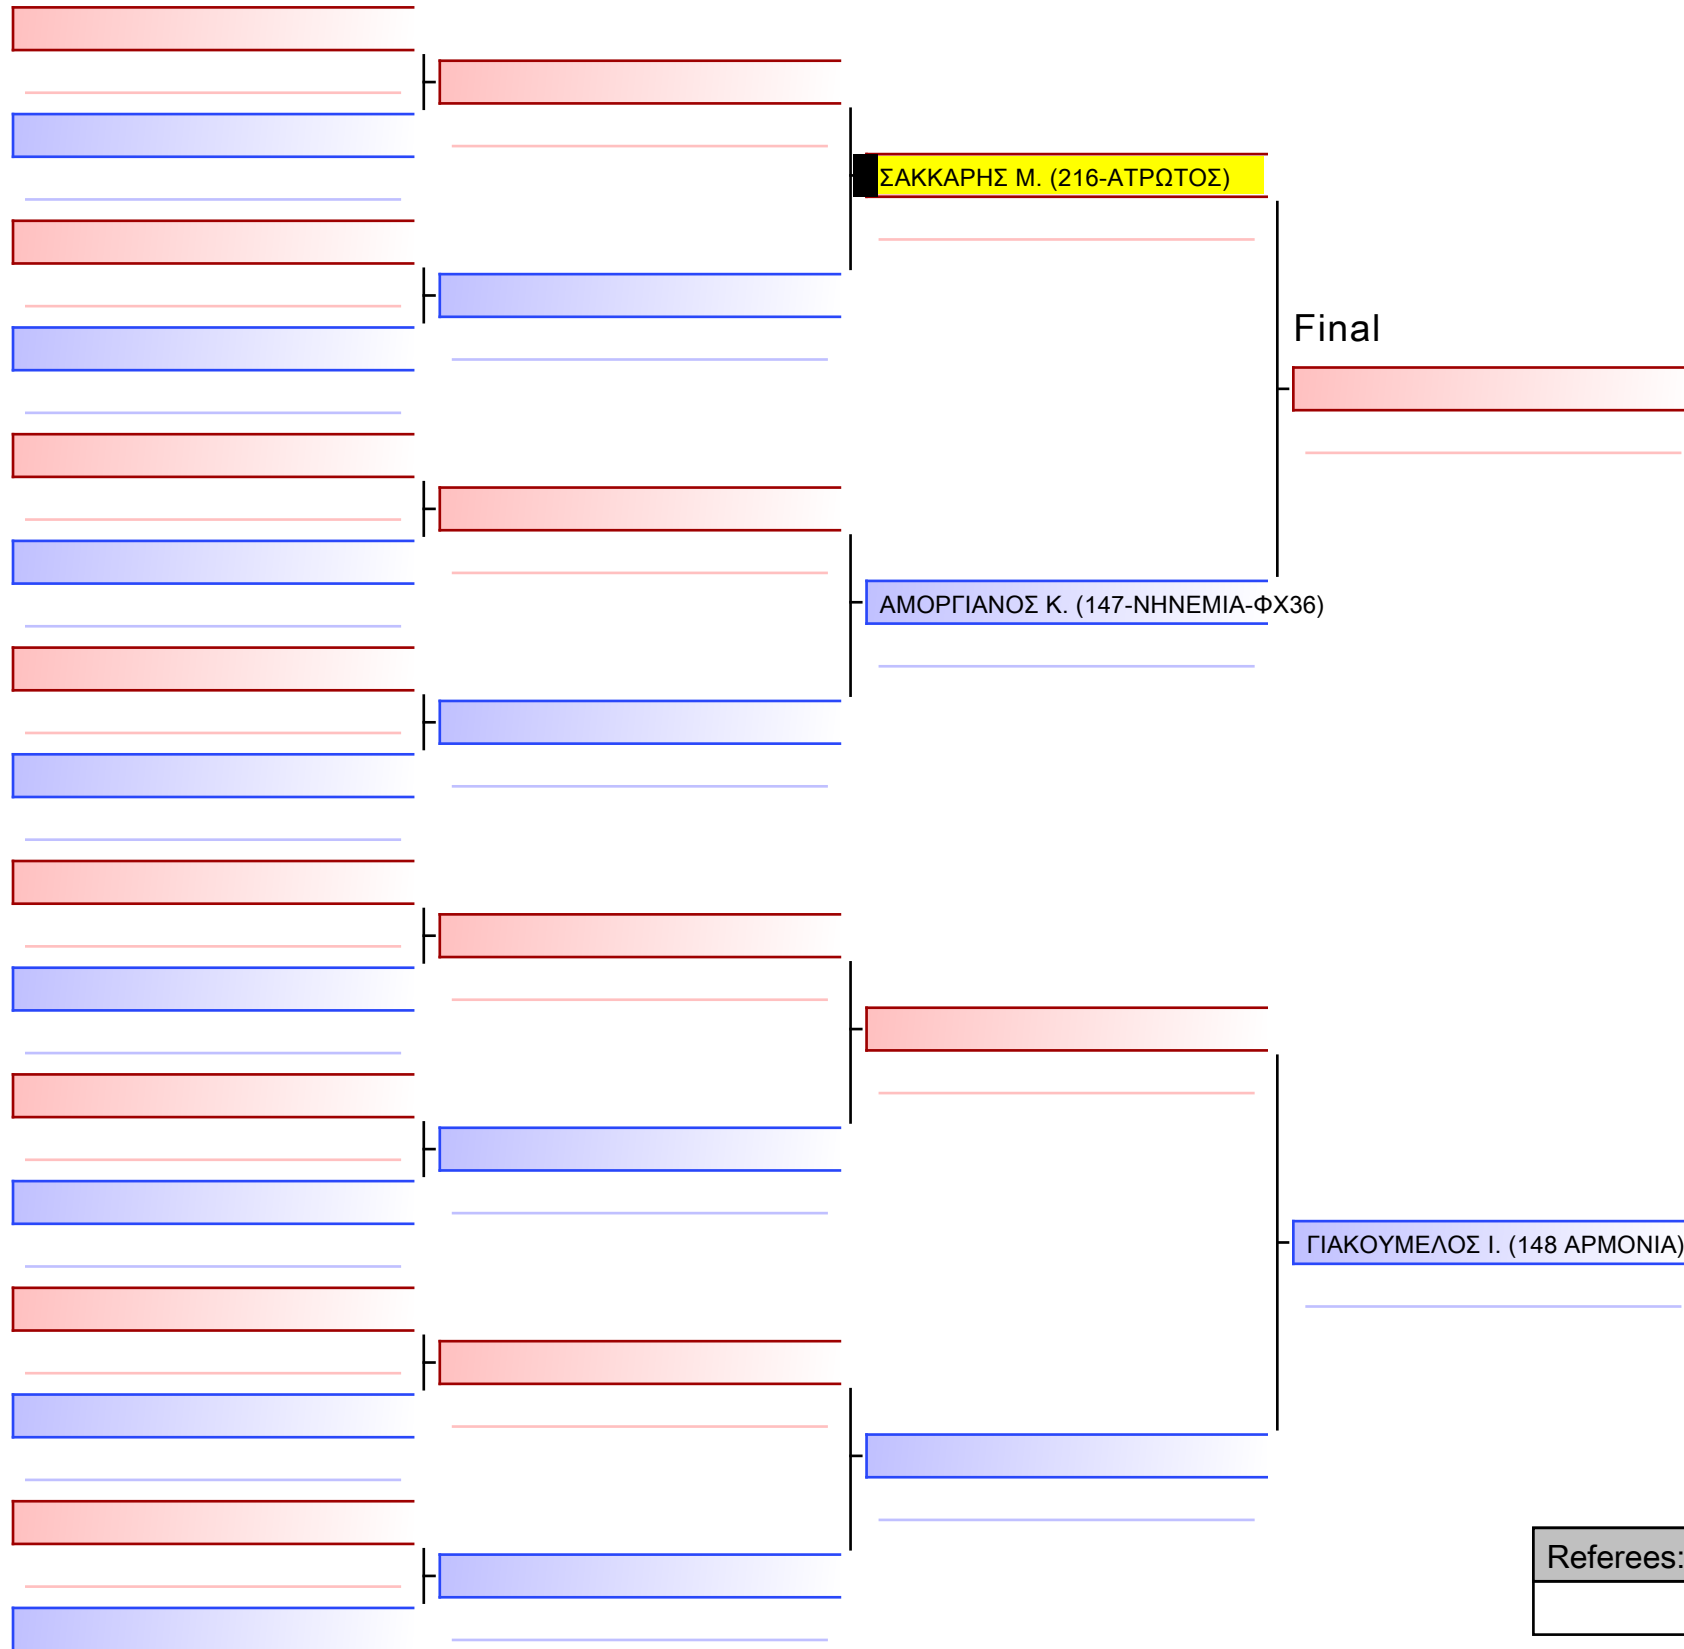 ΣΑΚΚΑΡΗΣ Μ. (216-ΑΤΡΩΤΟΣ)
Final
ΑΜΟΡΓΙΑΝΟΣ Κ. (147-ΝΗΝΕΜΙΑ-ΦΧ36)
ΓΙΑΚΟΥΜΕΛΟΣ Ι. (148 ΑΡΜΟΝΙΑ)
Referees: